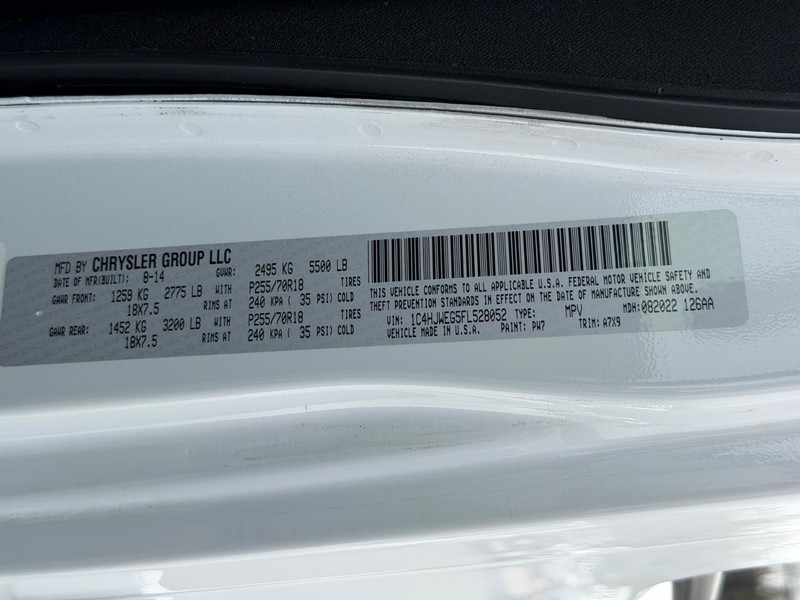 MFD BY CHRYSLER GROUP LLC
DATE OF MFR(BUILT): 8-14 GVWR: 2495 KG 5500 LB
GAWR FRONT: 1259 KG 2775 LB WITH P255/70R18 TIRES
18X7.5 RIMS AT 240 KPA ( 35 PSI) COLD
GAWR REAR: 1452 KG 3200 LB WITH P255/70R18 TIRES
18X7.5 RIMS AT 240 KPA ( 35 PSI) COLD
THIS VEHICLE CONFORMS TO ALL APPLICABLE U.S.A. FEDERAL MOTOR VEHICLE SAFETY AND
THEFT PREVENTION STANDARDS IN EFFECT ON THE DATE OF MANUFACTURE SHOWN ABOVE.
VIN: 1C4HJWEG5FL528052 TYPE: MPV MDH: 082022 126AA
VEHICLE MADE IN U.S.A. PAINT: PW7 TRIM: A7X9